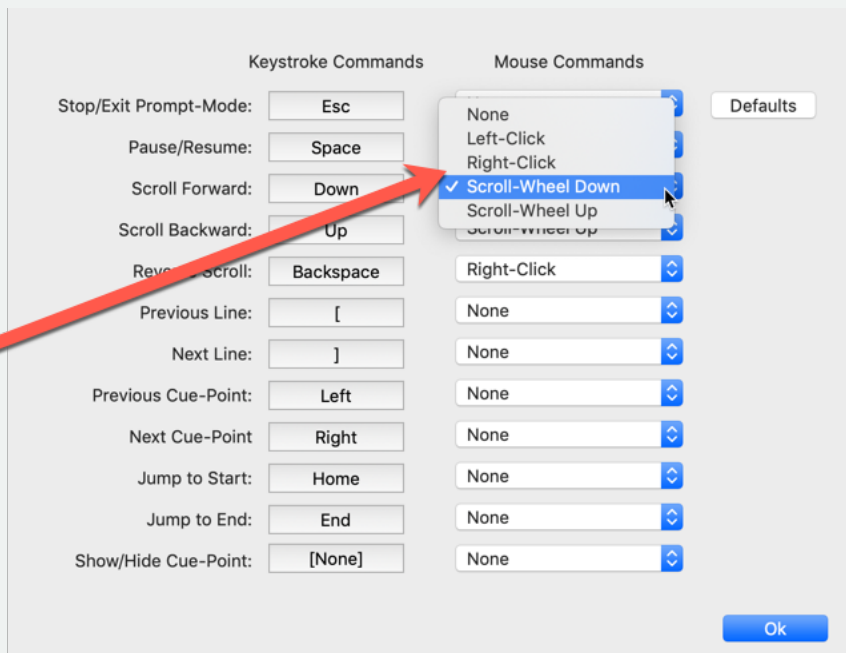 Keystroke Commands Mouse Commands
Stop/Exit Prompt-Mode: Esc Defaults
None
Left-Click
Pause/Resume: Space
Right-Click
Scroll Forward: Down ✓ Scroll-Wheel Down
Scroll-Wheel Up
Scroll Backward: Up Scroll-Wheel Up
Scroll: Backspace Right-Click
Previous Line: [ None
Next Line: ] None
Previous Cue-Point: Left None
Next Cue-Point Right None
Jump to Start: Home None
Jump to End: End None
Show/Hide Cue-Point: [None] None
Ok